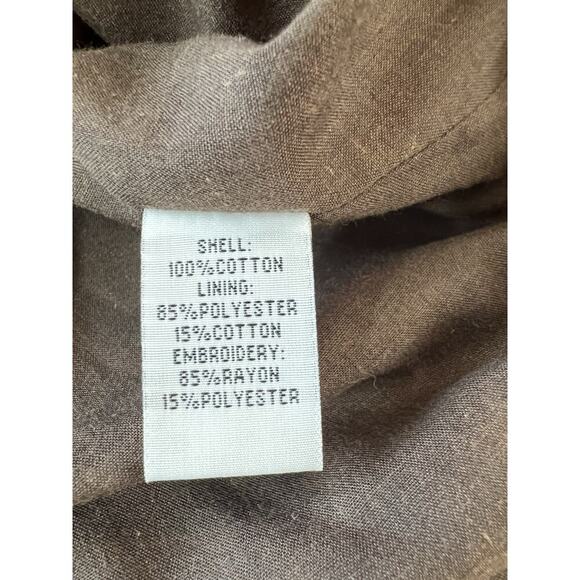 SHELL:
100%COTTON
LINING:
85%POLYESTER
15%COTTON
EMBROIDERY:
85%RAYON
15%POLYESTER